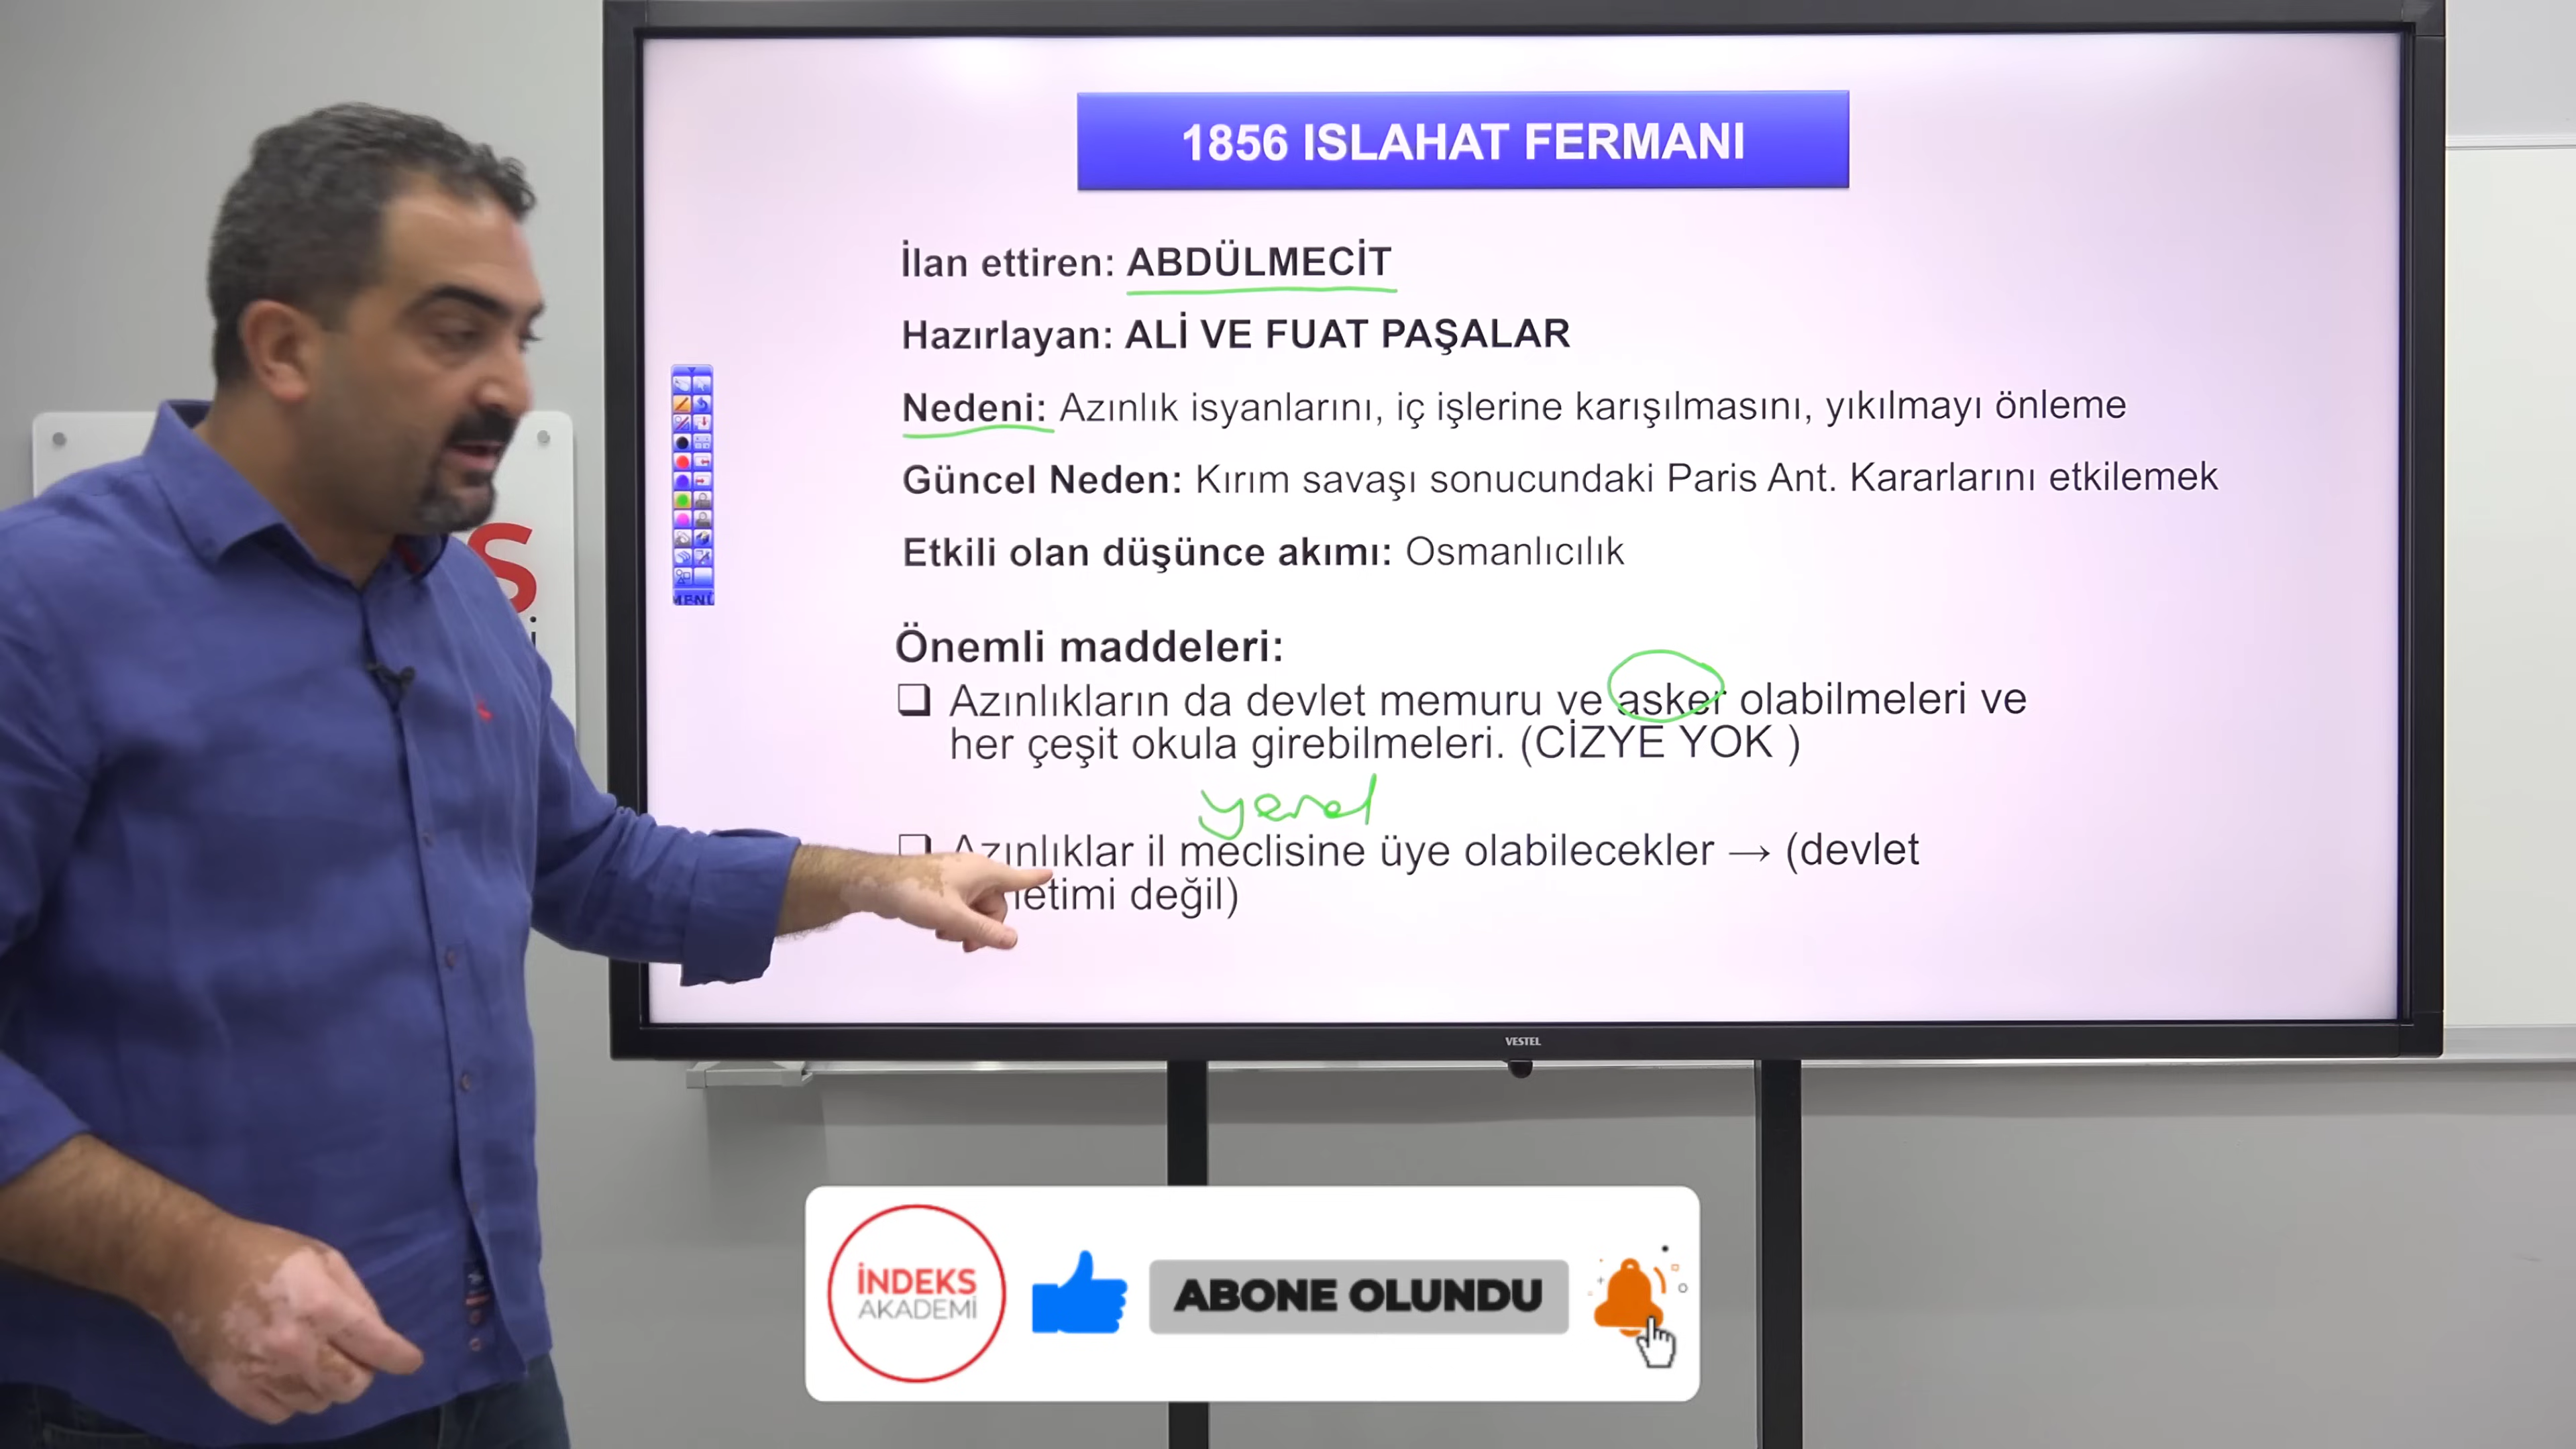 1856 ISLAHAT FERMANI
İlan ettiren: ABDÜLMECİT
Hazırlayan: ALİ VE FUAT PAŞALAR
Nedeni: Azınlık isyanlarını, iç işlerine karışılmasını, yıkılmayı önleme
Güncel Neden: Kırım savaşı sonucundaki Paris Ant. Kararlarını etkilemek
Etkili olan düşünce akımı: Osmanlıcılık
Önemli maddeleri:
Azınlıkların da devlet memuru ve asker olabilmeleri ve
her çeşit okula girebilmeleri. (CİZYE YOK )
yerel
Azınlıklar il meclisine üye olabilecekler → (devlet
netimi değil)
MENÜ
S
İ
VESTEL
İNDEKS
AKADEMİ
ABONE OLUNDU